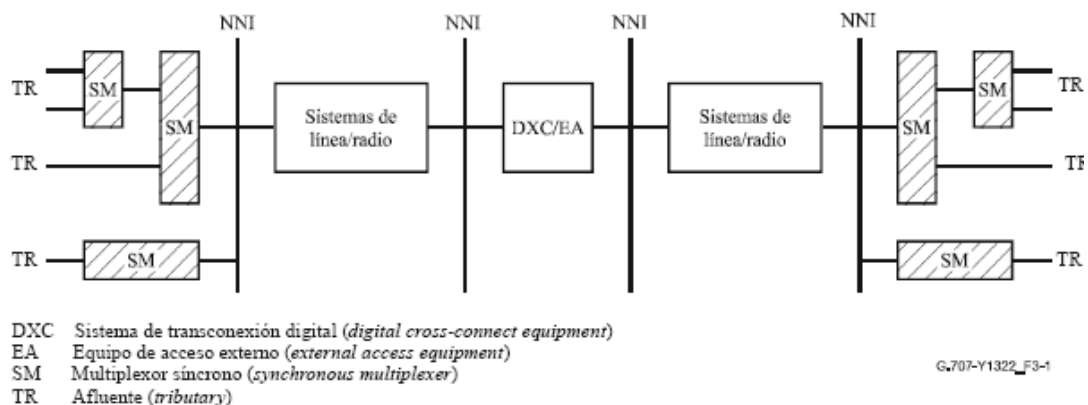 NNI NNI NNI NNI
TR SM SM Sistemas de línea/radio DXC/EA Sistemas de línea/radio SM SM TR
TR TR
TR SM SM TR
DXC Sistema de transconexión digital (digital cross-connect equipment)
EA Equipo de acceso externo (external access equipment)
SM Multiplexor síncrono (synchronous multiplexer)
TR Afluente (tributary)
G.707-Y1322_F3-1